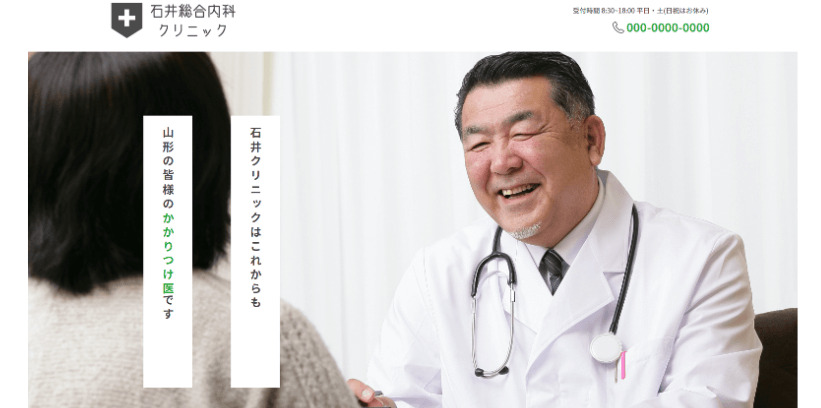 石井総合内科
クリニック
受付時間 8:30~18:00 平日・土(日祝はお休み)
000-0000-0000
石井クリニックはこれからも
山形の皆様のかかりつけ医です